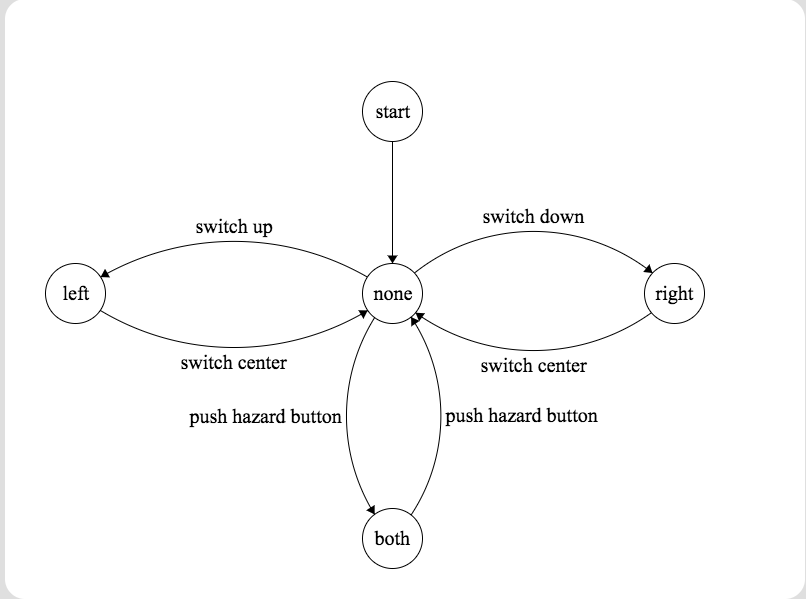 start
switch up
switch down
left
none
right
switch center
switch center
push hazard button
push hazard button
both